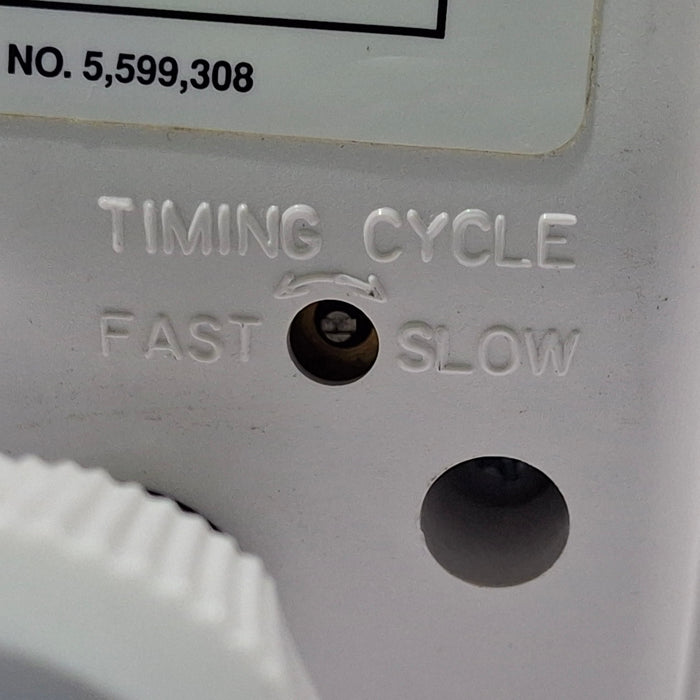 NO. 5,599,308
TIMING CYCLE
FAST SLOW